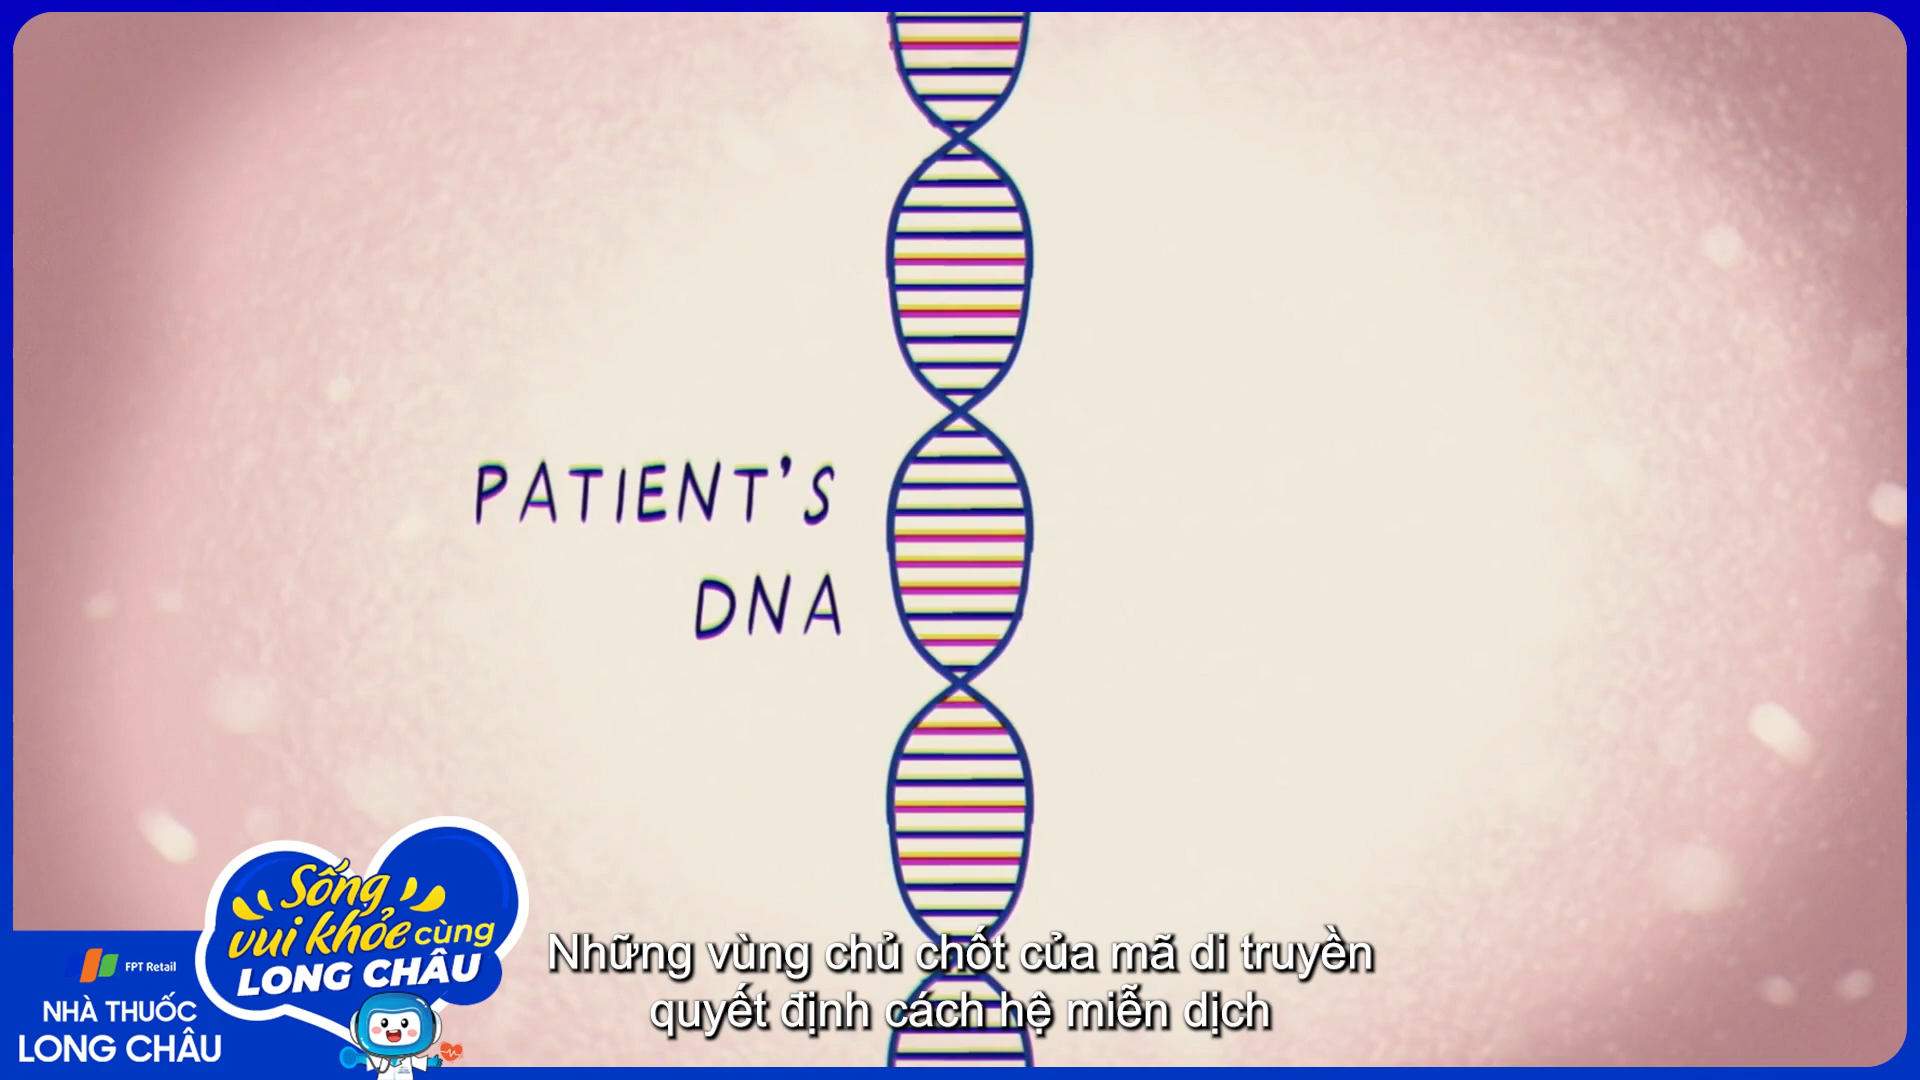 PATIENT'S
DNA
Sống
vui khỏe cùng
LONG CHÂU
FPT Retail
NHÀ THUỐC
LONG CHÂU
Những vùng chủ chốt của mã di truyền
quyết định cách hệ miễn dịch